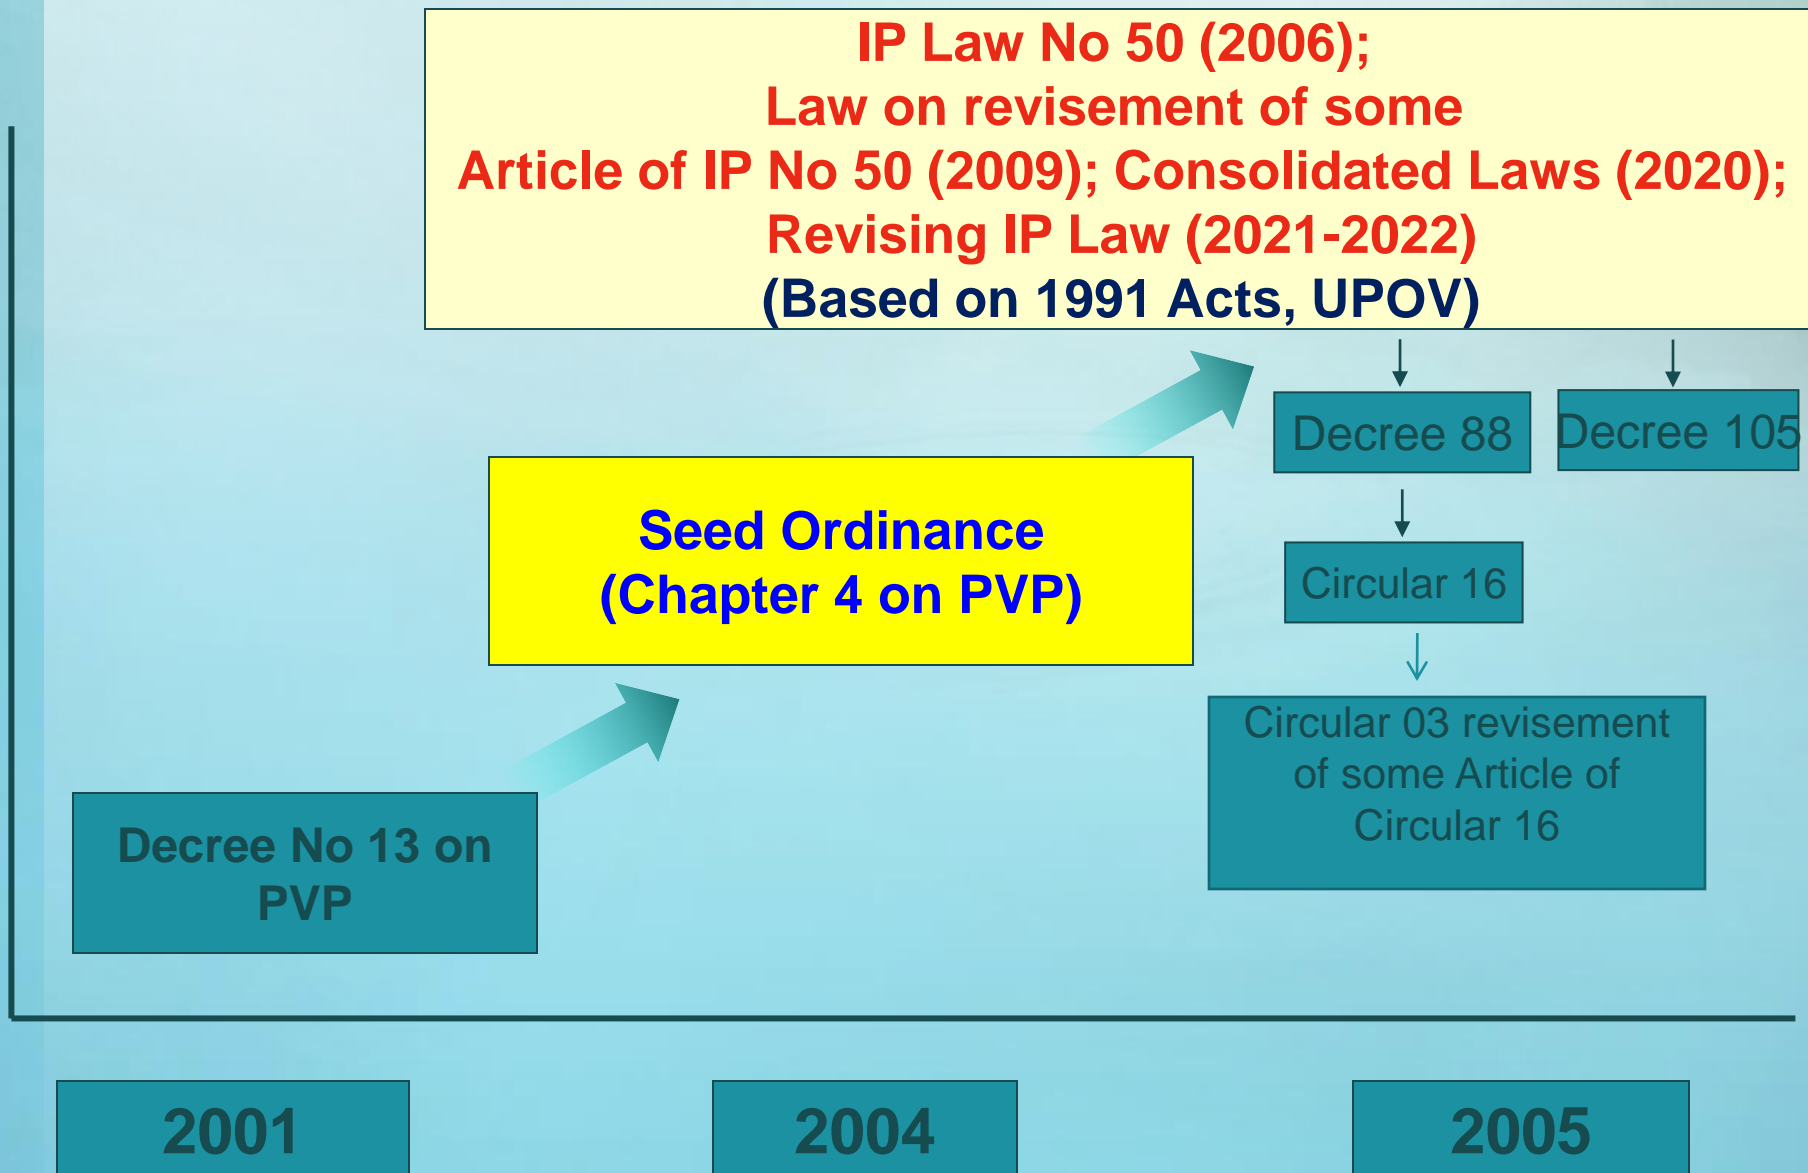 IP Law No 50 (2006);
Law on revisement of some
Article of IP No 50 (2009); Consolidated Laws (2020);
Revising IP Law (2021-2022)
(Based on 1991 Acts, UPOV)
Decree 88
Decree 105
Seed Ordinance
(Chapter 4 on PVP)
Circular 16
Circular 03 revisement
of some Article of
Circular 16
Decree No 13 on
PVP
2001
2004
2005